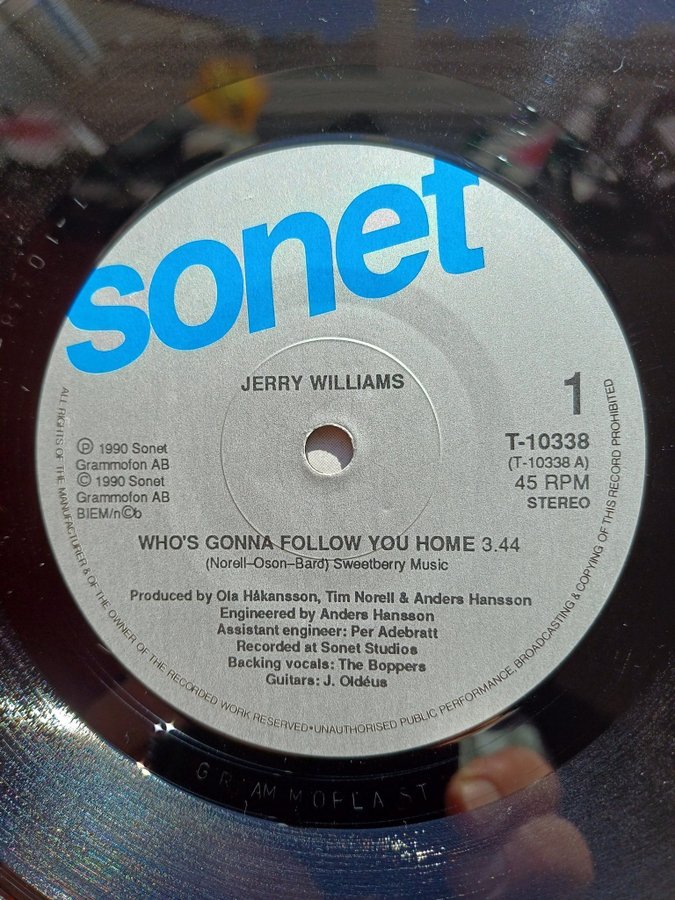 sonet
JERRY WILLIAMS
1
T-10338
(T-10338 A)
45 RPM
STEREO
℗ 1990 Sonet
Grammofon AB
© 1990 Sonet
Grammofon AB
BIEM/n©b
WHO'S GONNA FOLLOW YOU HOME 3.44
(Norell–Oson–Bard) Sweetberry Music
Produced by Ola Håkansson, Tim Norell & Anders Hansson
Engineered by Anders Hansson
Assistant engineer: Per Adebratt
Recorded at Sonet Studios
Backing vocals: The Boppers
Guitars: J. Oldéus
ALL RIGHTS OF THE MANUFACTURER & OF THE OWNER OF THE RECORDED WORK RESERVED•UNAUTHORISED PUBLIC PERFORMANCE, BROADCASTING & COPYING OF THIS RECORD PROHIBITED
GRAMMOPLAST